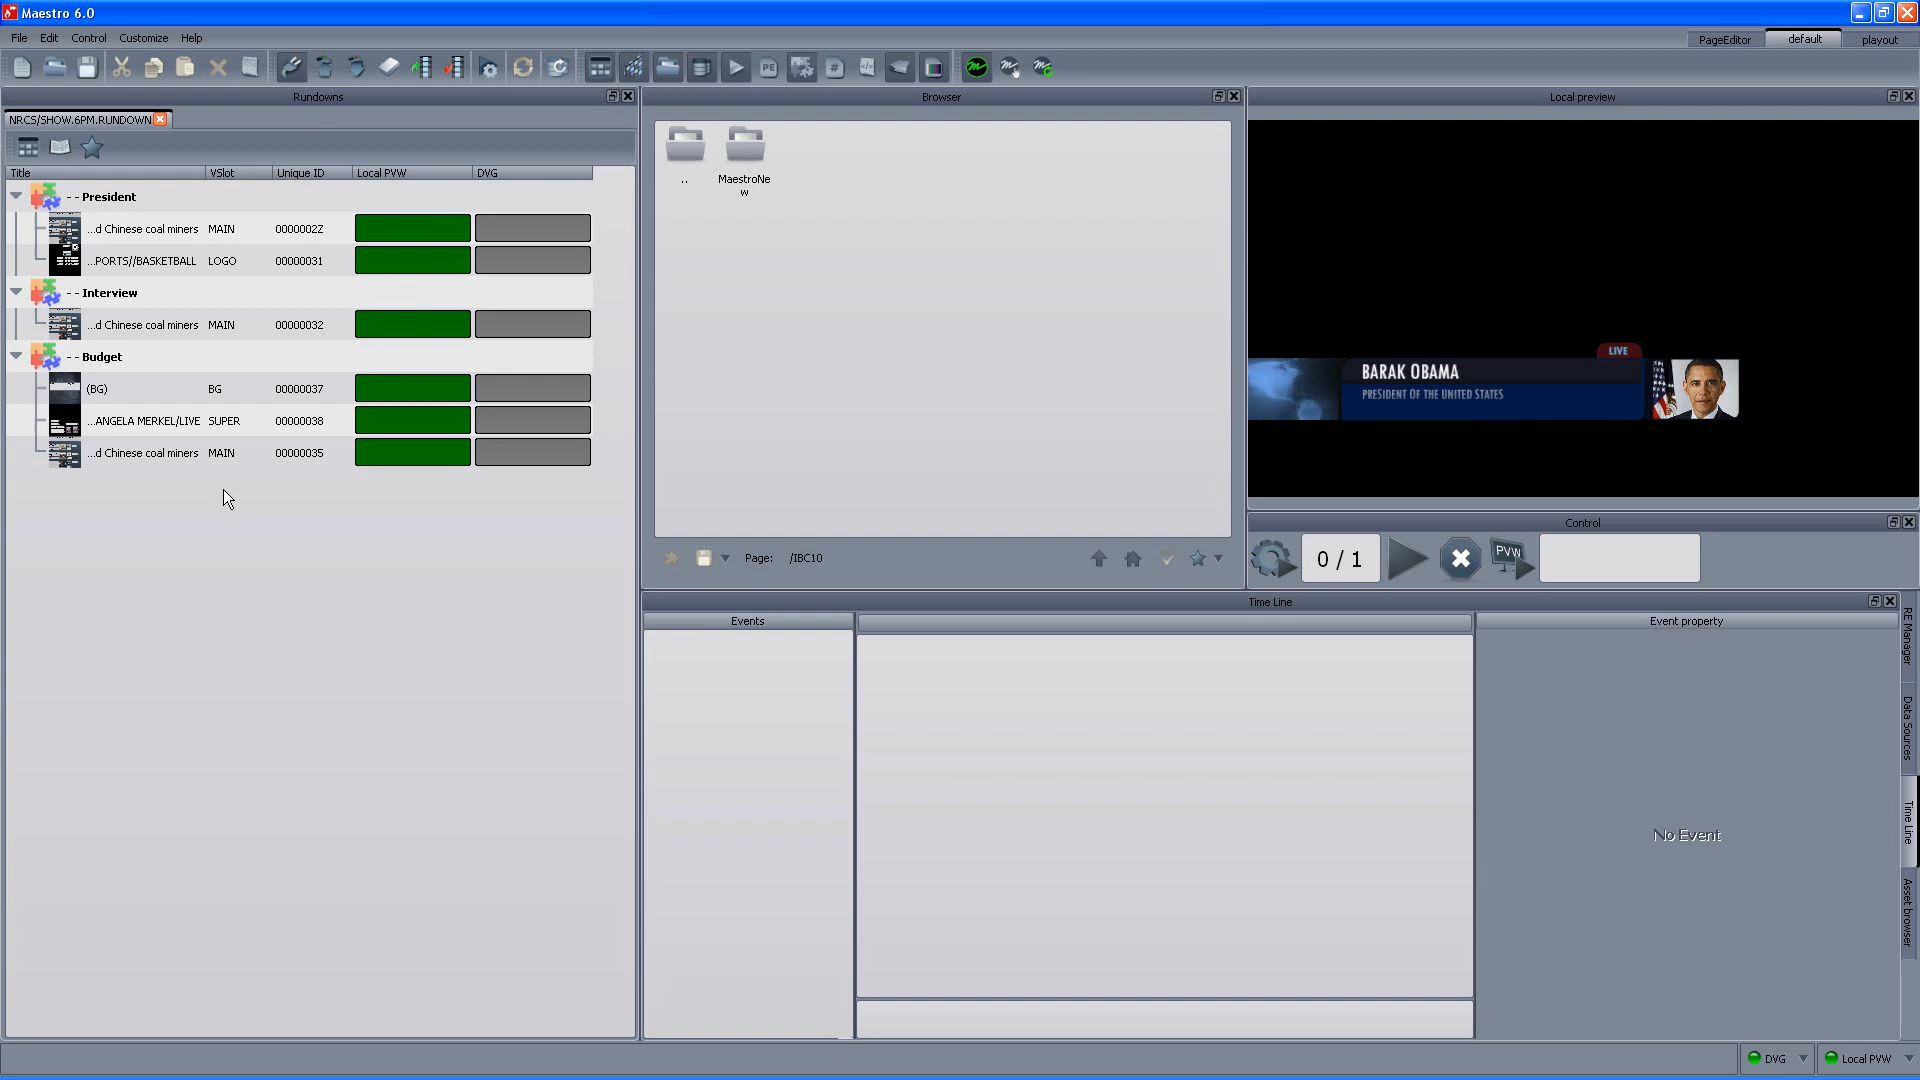 Maestro 6.0
File Edit Control Customize Help
PageEditor default playout
PE
#
Rundowns
NRCS/SHOW.6PM.RUNDOWN
Title VSlot Unique ID Local PVW DVG
- - President
...d Chinese coal miners MAIN 0000002Z
...PORTS//BASKETBALL LOGO 00000031
- - Interview
...d Chinese coal miners MAIN 00000032
- - Budget
(BG) BG 00000037
...ANGELA MERKEL/LIVE SUPER 00000038
...d Chinese coal miners MAIN 00000035
Browser
..
MaestroNe
w
Page: /IBC10
Local preview
LIVE
BARAK OBAMA
PRESIDENT OF THE UNITED STATES
Control
0 / 1
PVW
Time Line
Events
Event property
No Event
RE Manager
Data Sources
Time Line
Asset browser
DVG Local PVW